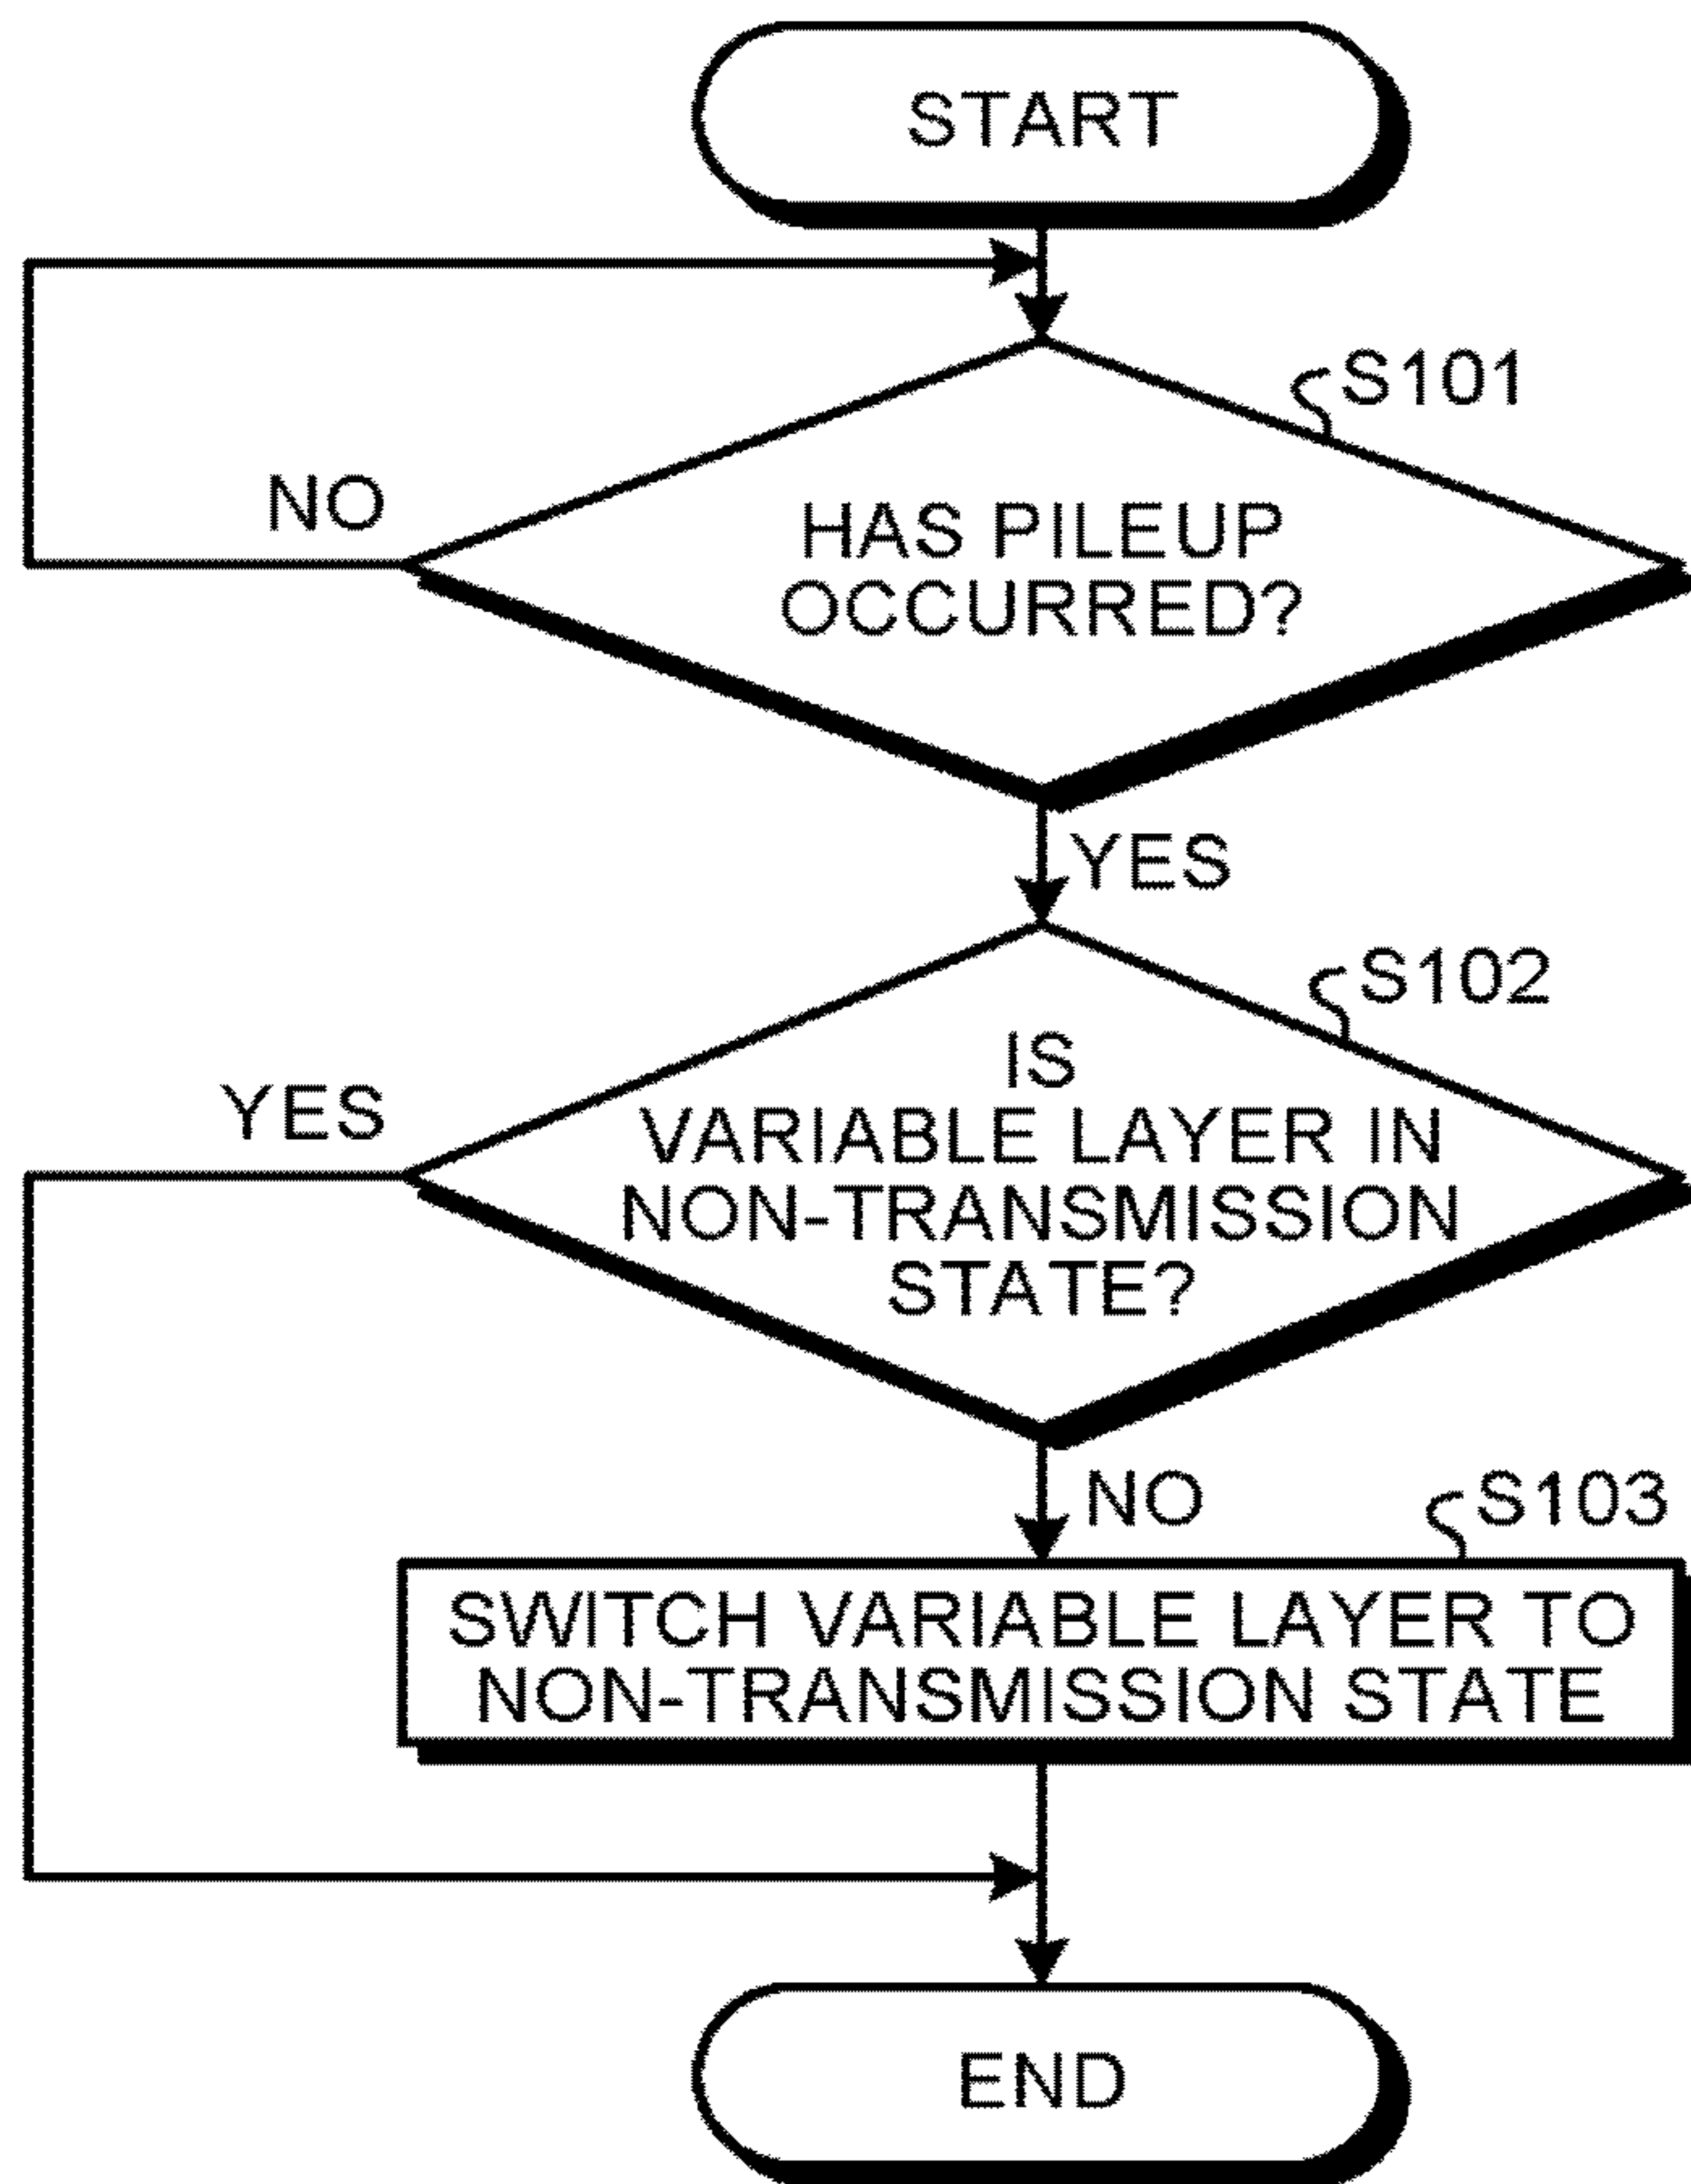 START
S101
NO
HAS PILEUP
OCCURRED?
YES
S102
IS
YES
VARIABLE LAYER IN
NON-TRANSMISSION
STATE?
NO
S103
SWITCH VARIABLE LAYER TO
NON-TRANSMISSION STATE
END